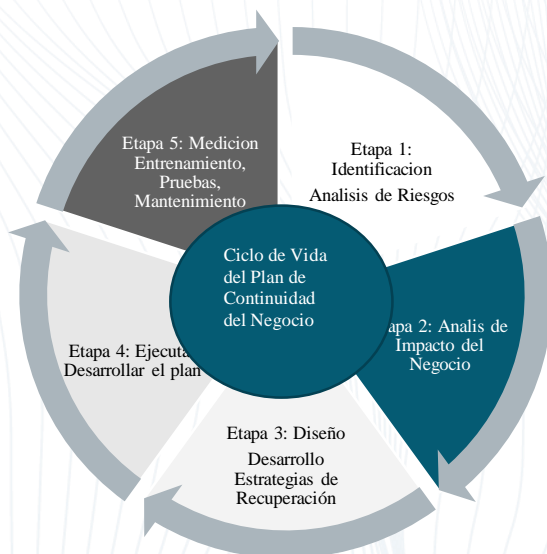 Etapa 1:
Identificacion
Analisis de Riesgos
apa 2: Analis de
Impacto del
Negocio
Etapa 3: Diseño
Desarrollo
Estrategias de
Recuperación
Etapa 4: Ejecuta
Desarrollar el plan
Etapa 5: Medicion
Entrenamiento,
Pruebas,
Mantenimiento
Ciclo de Vida
del Plan de
Continuidad
del Negocio